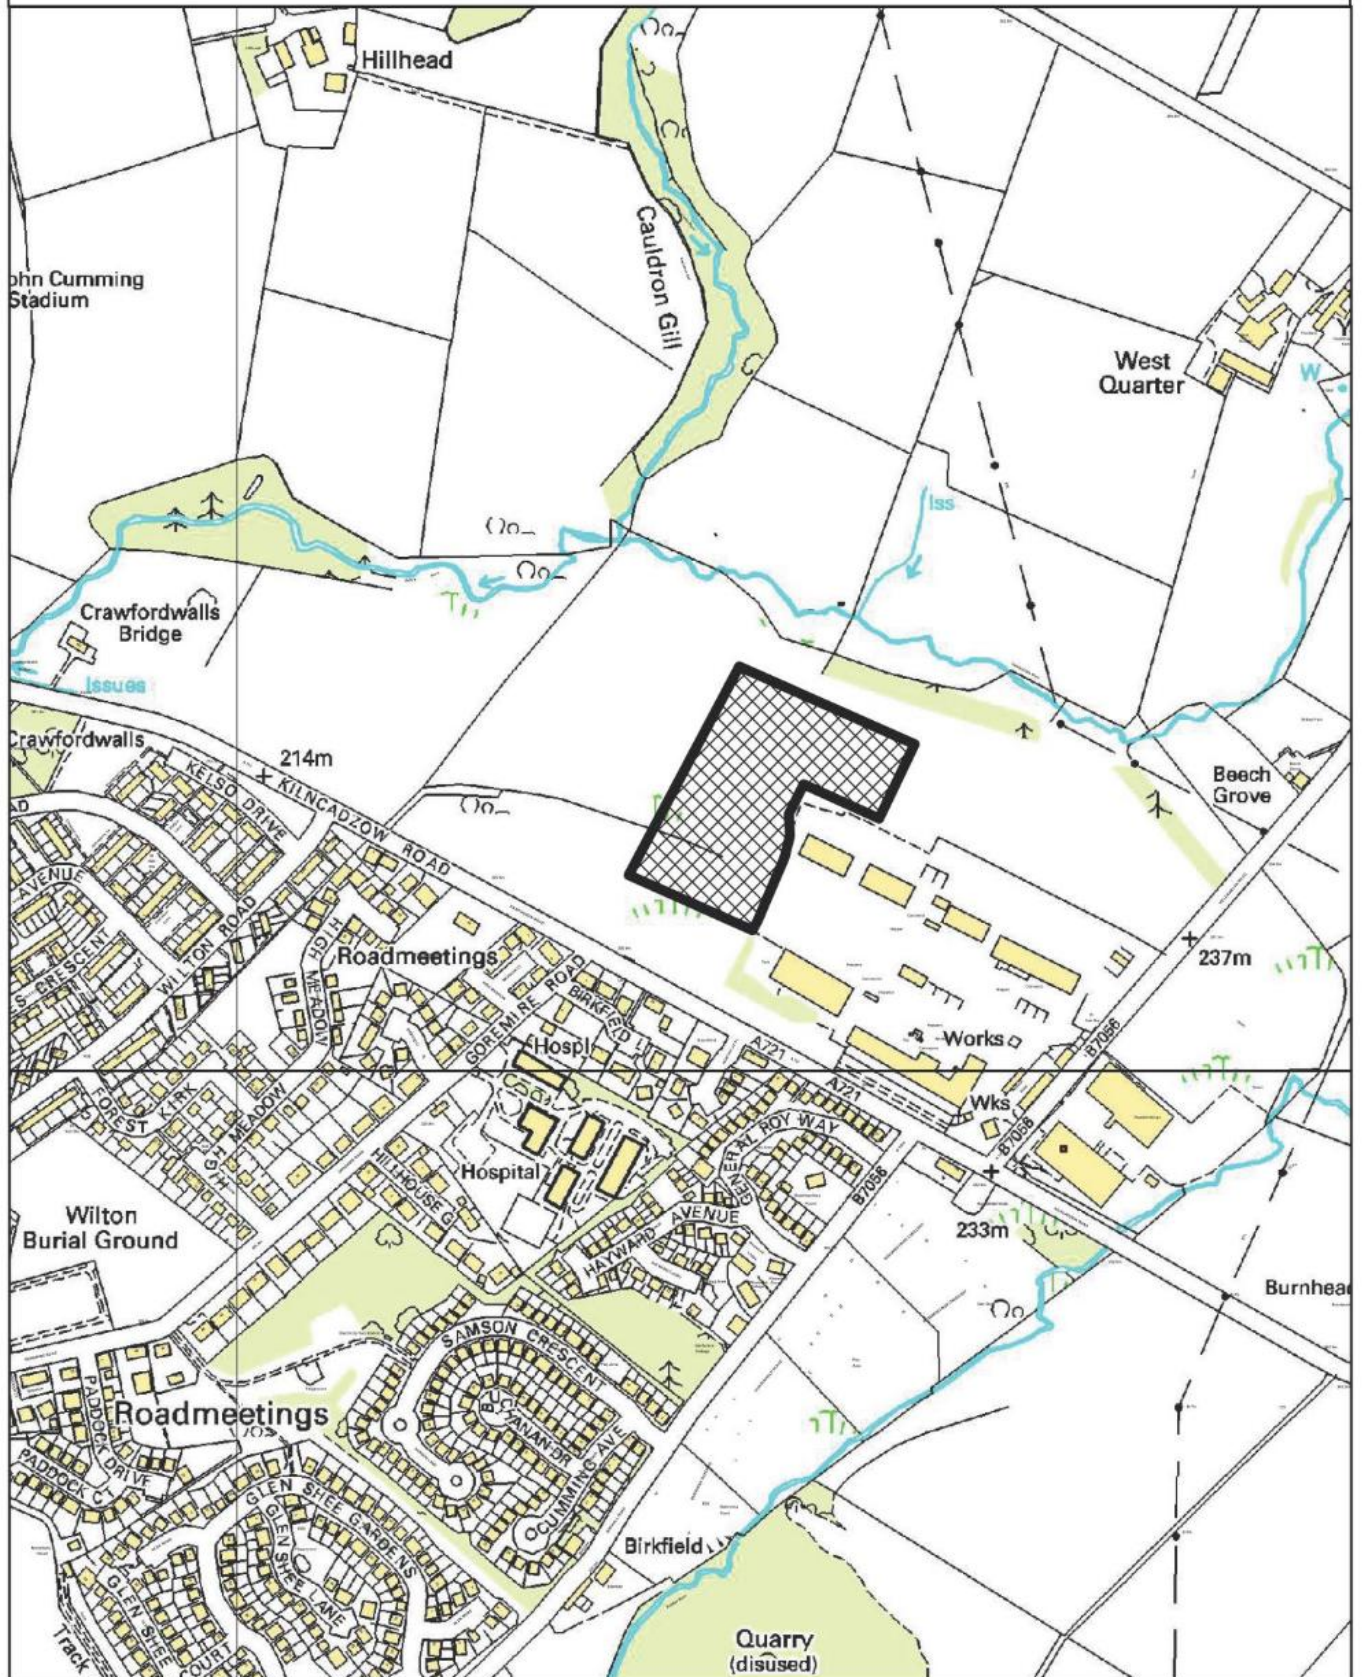 Hillhead
Cauldron Gill
ohn Cumming
Stadium
West
Quarter
W
Iss
Crawfordwalls
Bridge
Issues
Crawfordwalls
214m
KELSO DRIVE
KILNCADZOW ROAD
Beech
Grove
AD
AVENUE
S CRESCENT
WILTON ROAD
HIGH MEADOW
Roadmeetings
237m
GOREMIRE ROAD
BIRKFIELD
Hospl
A721
A721
Works
B7056
Wks
B7056
FOREST KIRK
HIGH MEADOW
GENERAL ROY WAY
HILLHOUSE G
Hospital
B7056
Wilton
Burial Ground
HAYWARD AVENUE
233m
Burnhea
SAMSON CRESCENT
BUCHANAN DR
CUMMING AVE
Roadmeetings
PADDOCK DRIVE
PADDOCK
GLEN SHEE GARDENS
GLEN SHEE LANE
GLEN SHEE
COURT
Birkfield
Track
Quarry
(disused)